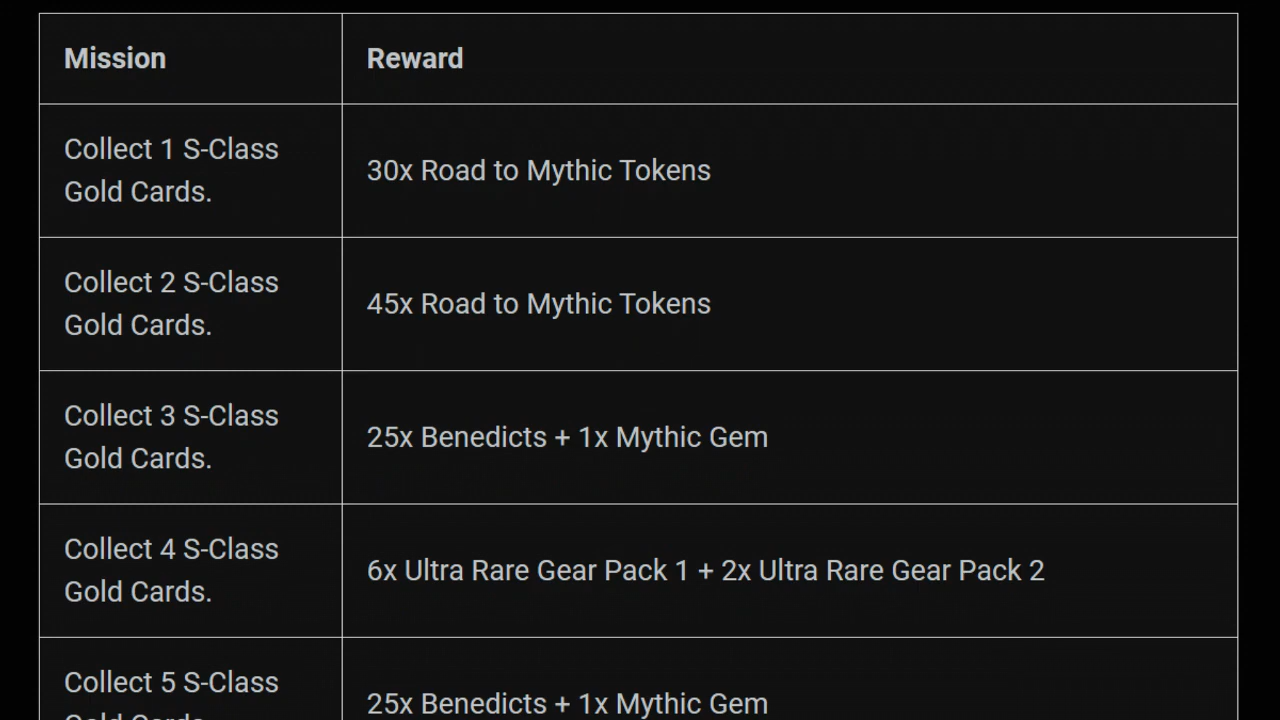 Mission
Reward
Collect 1 S-Class
Gold Cards.
30x Road to Mythic Tokens
Collect 2 S-Class
Gold Cards.
45x Road to Mythic Tokens
Collect 3 S-Class
Gold Cards.
25x Benedicts + 1x Mythic Gem
Collect 4 S-Class
Gold Cards.
6x Ultra Rare Gear Pack 1 + 2x Ultra Rare Gear Pack 2
Collect 5 S-Class
25x Benedicts + 1x Mythic Gem